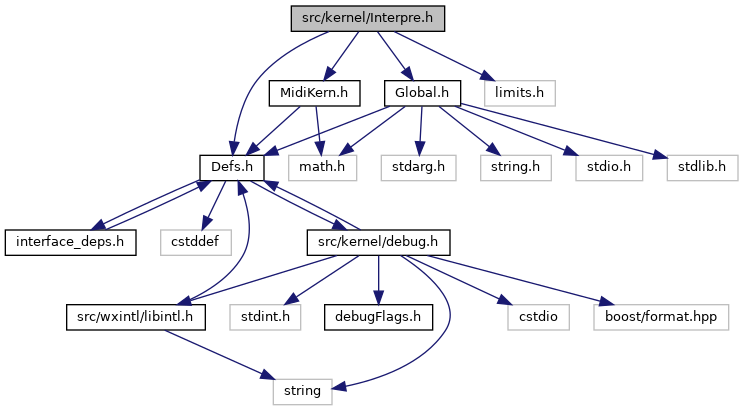 src/kernel/Interpre.h
MidiKern.h
Global.h
limits.h
Defs.h
math.h
stdarg.h
string.h
stdio.h
stdlib.h
interface_deps.h
cstddef
src/kernel/debug.h
src/wxintl/libintl.h
stdint.h
debugFlags.h
cstdio
boost/format.hpp
string